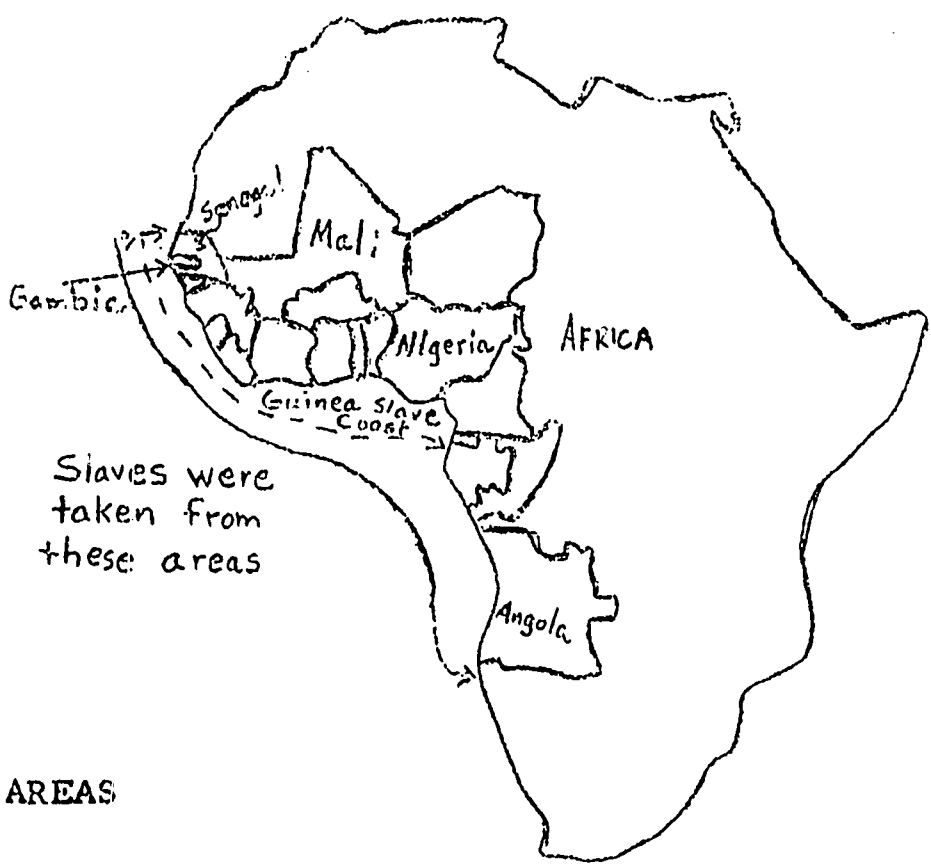 Senegal
Mali
Gambia
Nigeria
AFRICA
Guinea Slave
Coast
Slaves were
taken from
these areas
Angola
AREAS